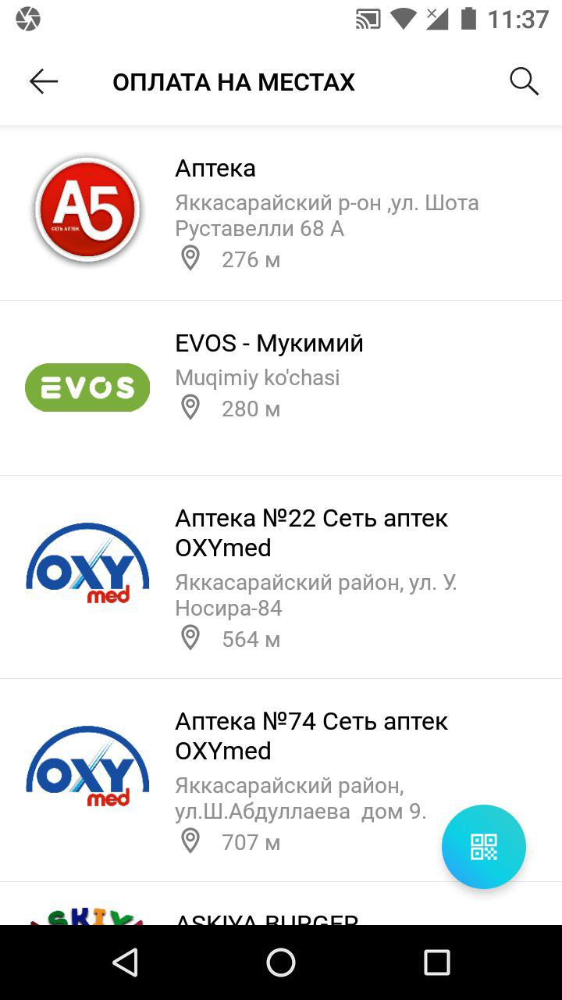 11:37
ОПЛАТА НА МЕСТАХ
А5
СЕТЬ АПТЕК
Аптека
Яккасарайский р-он ,ул. Шота
Руставелли 68 А
276 м
EVOS
EVOS - Мукимий
Muqimiy ko'chasi
280 м
OXY
med
Аптека №22 Сеть аптек
OXYmed
Яккасарайский район, ул. У.
Носира-84
564 м
OXY
med
Аптека №74 Сеть аптек
OXYmed
Яккасарайский район,
ул.Ш.Абдуллаева  дом 9.
707 м
SKIY
ASKIYA BURGER